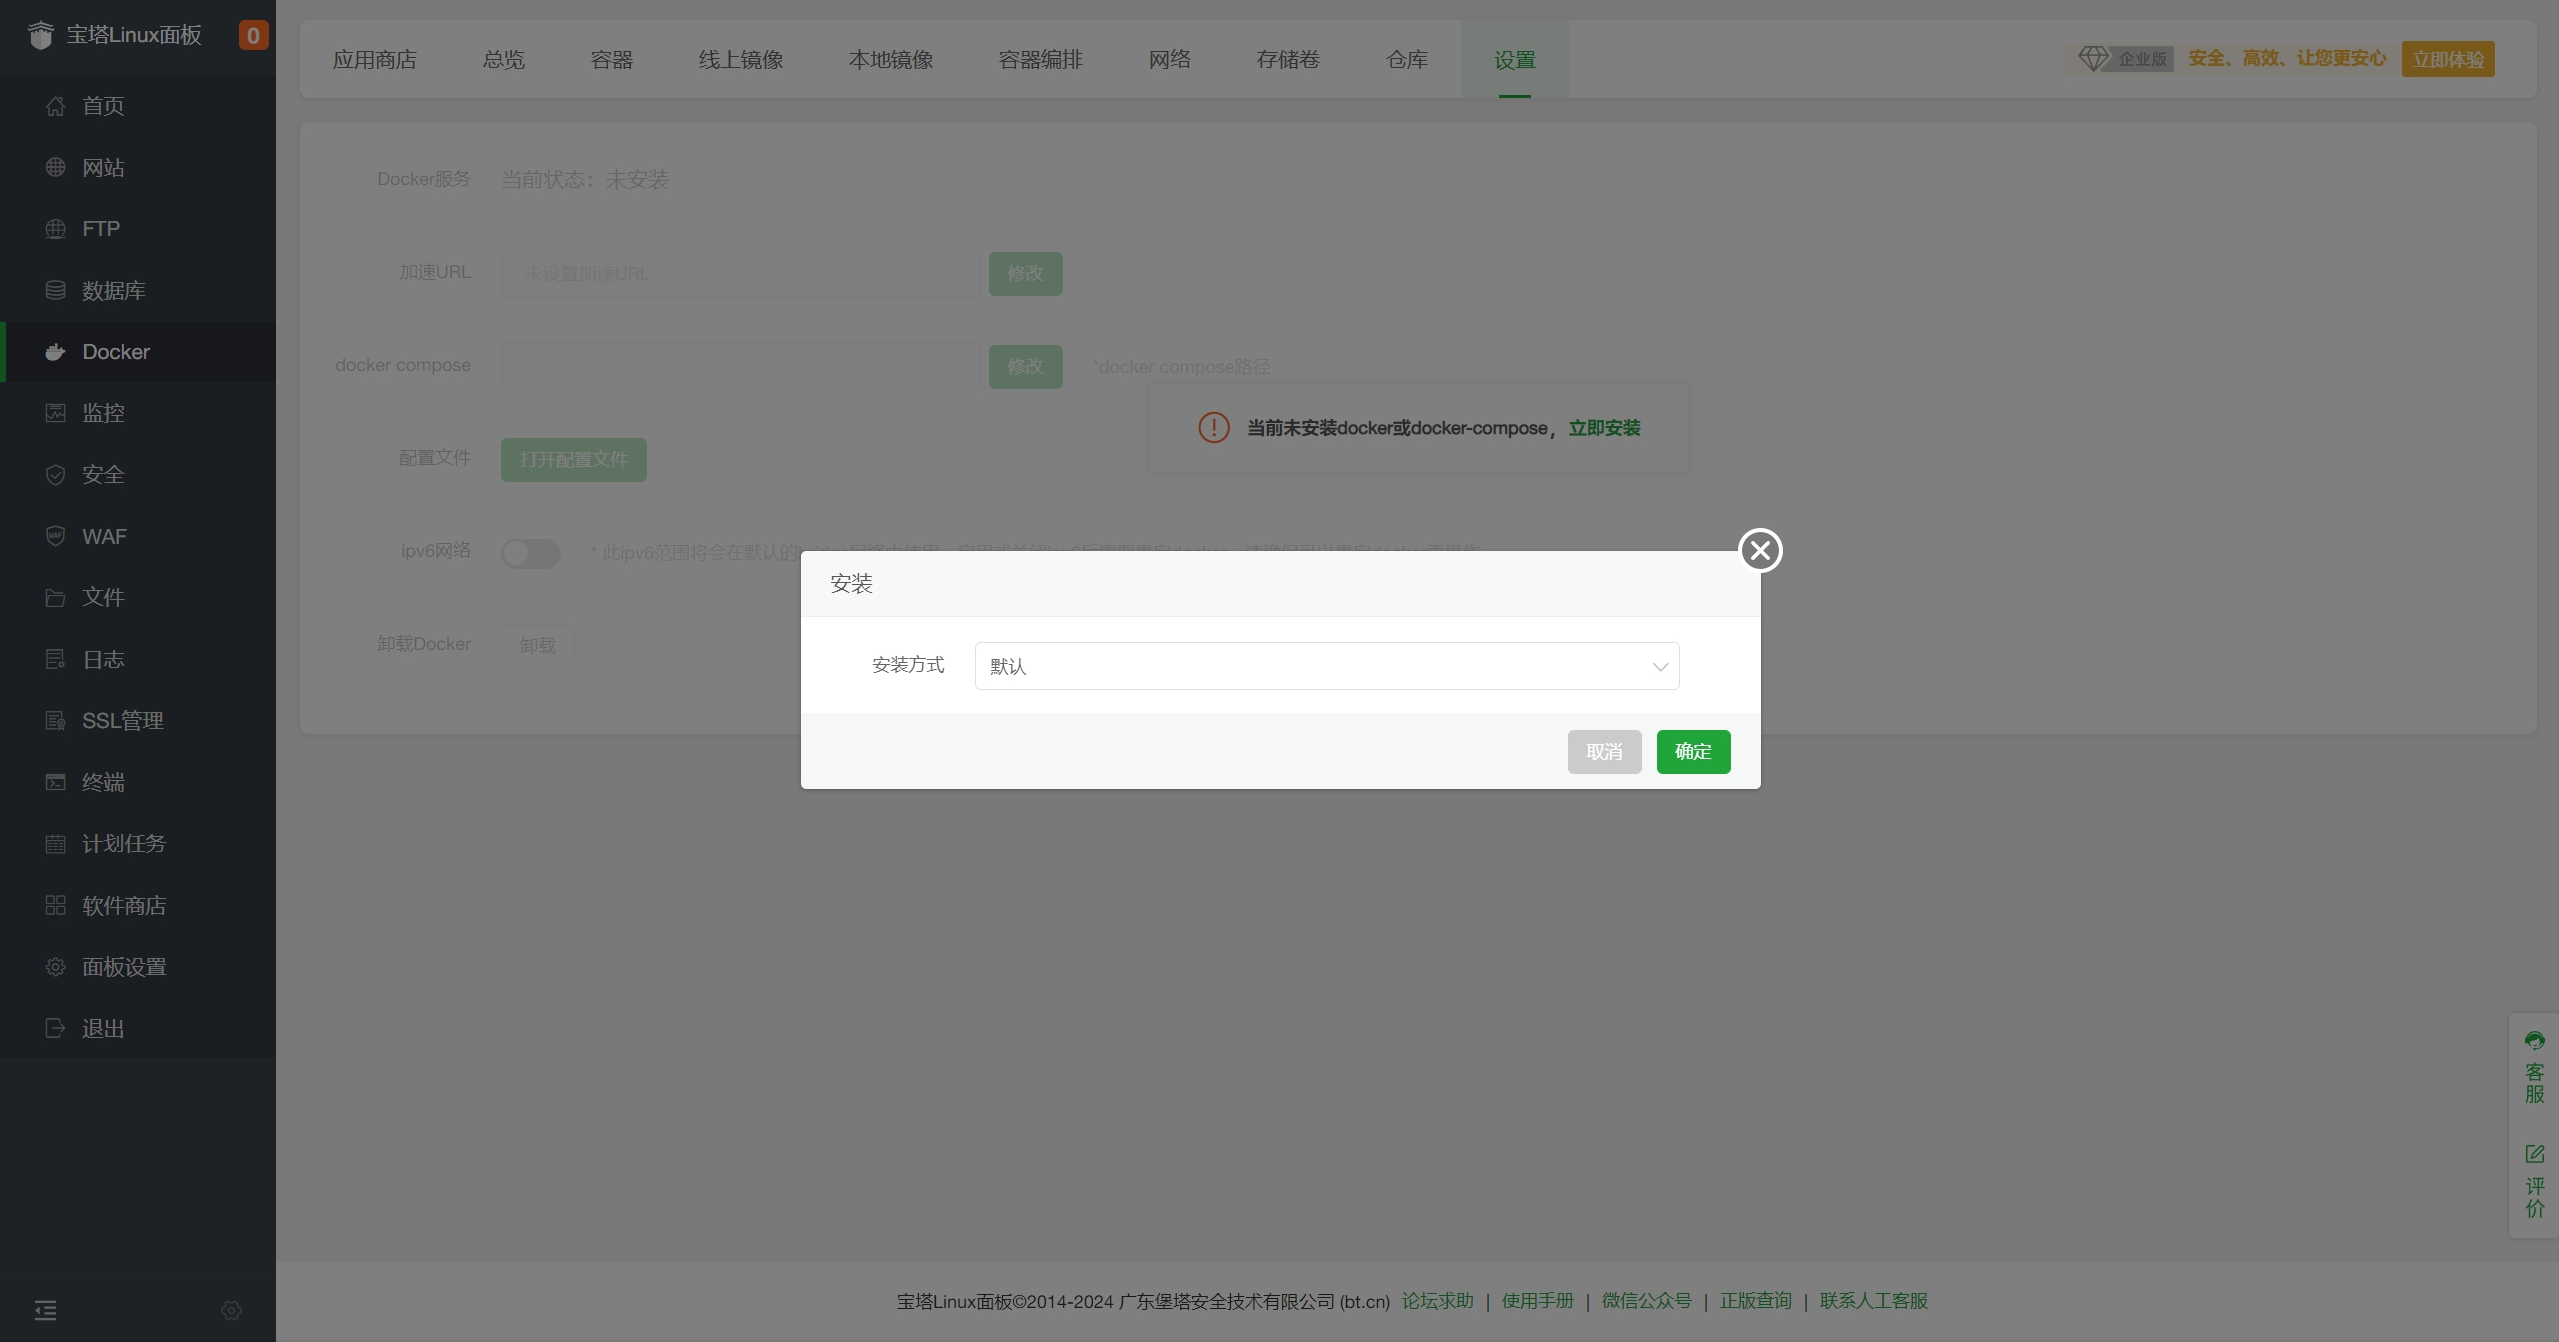 宝塔Linux面板 0
首页
网站
FTP
数据库
Docker
监控
安全
WAF
文件
日志
SSL管理
终端
计划任务
软件商店
面板设置
退出
应用商店 总览 容器 线上镜像 本地镜像 容器编排 网络 存储卷 仓库 设置
企业版 安全、高效、让您更安心 立即体验
Docker服务 当前状态：未安装
加速URL 未设置加速URL 修改
docker compose 修改 *docker compose路径
当前未安装docker或docker-compose，立即安装
配置文件 打开配置文件
ipv6网络 * 此ipv6范围将会在默认的
卸载Docker 卸载
安装
安装方式 默认
取消 确定
客服
评价
宝塔Linux面板©2014-2024 广东堡塔安全技术有限公司 (bt.cn) 论坛求助 | 使用手册 | 微信公众号 | 正版查询 | 联系人工客服